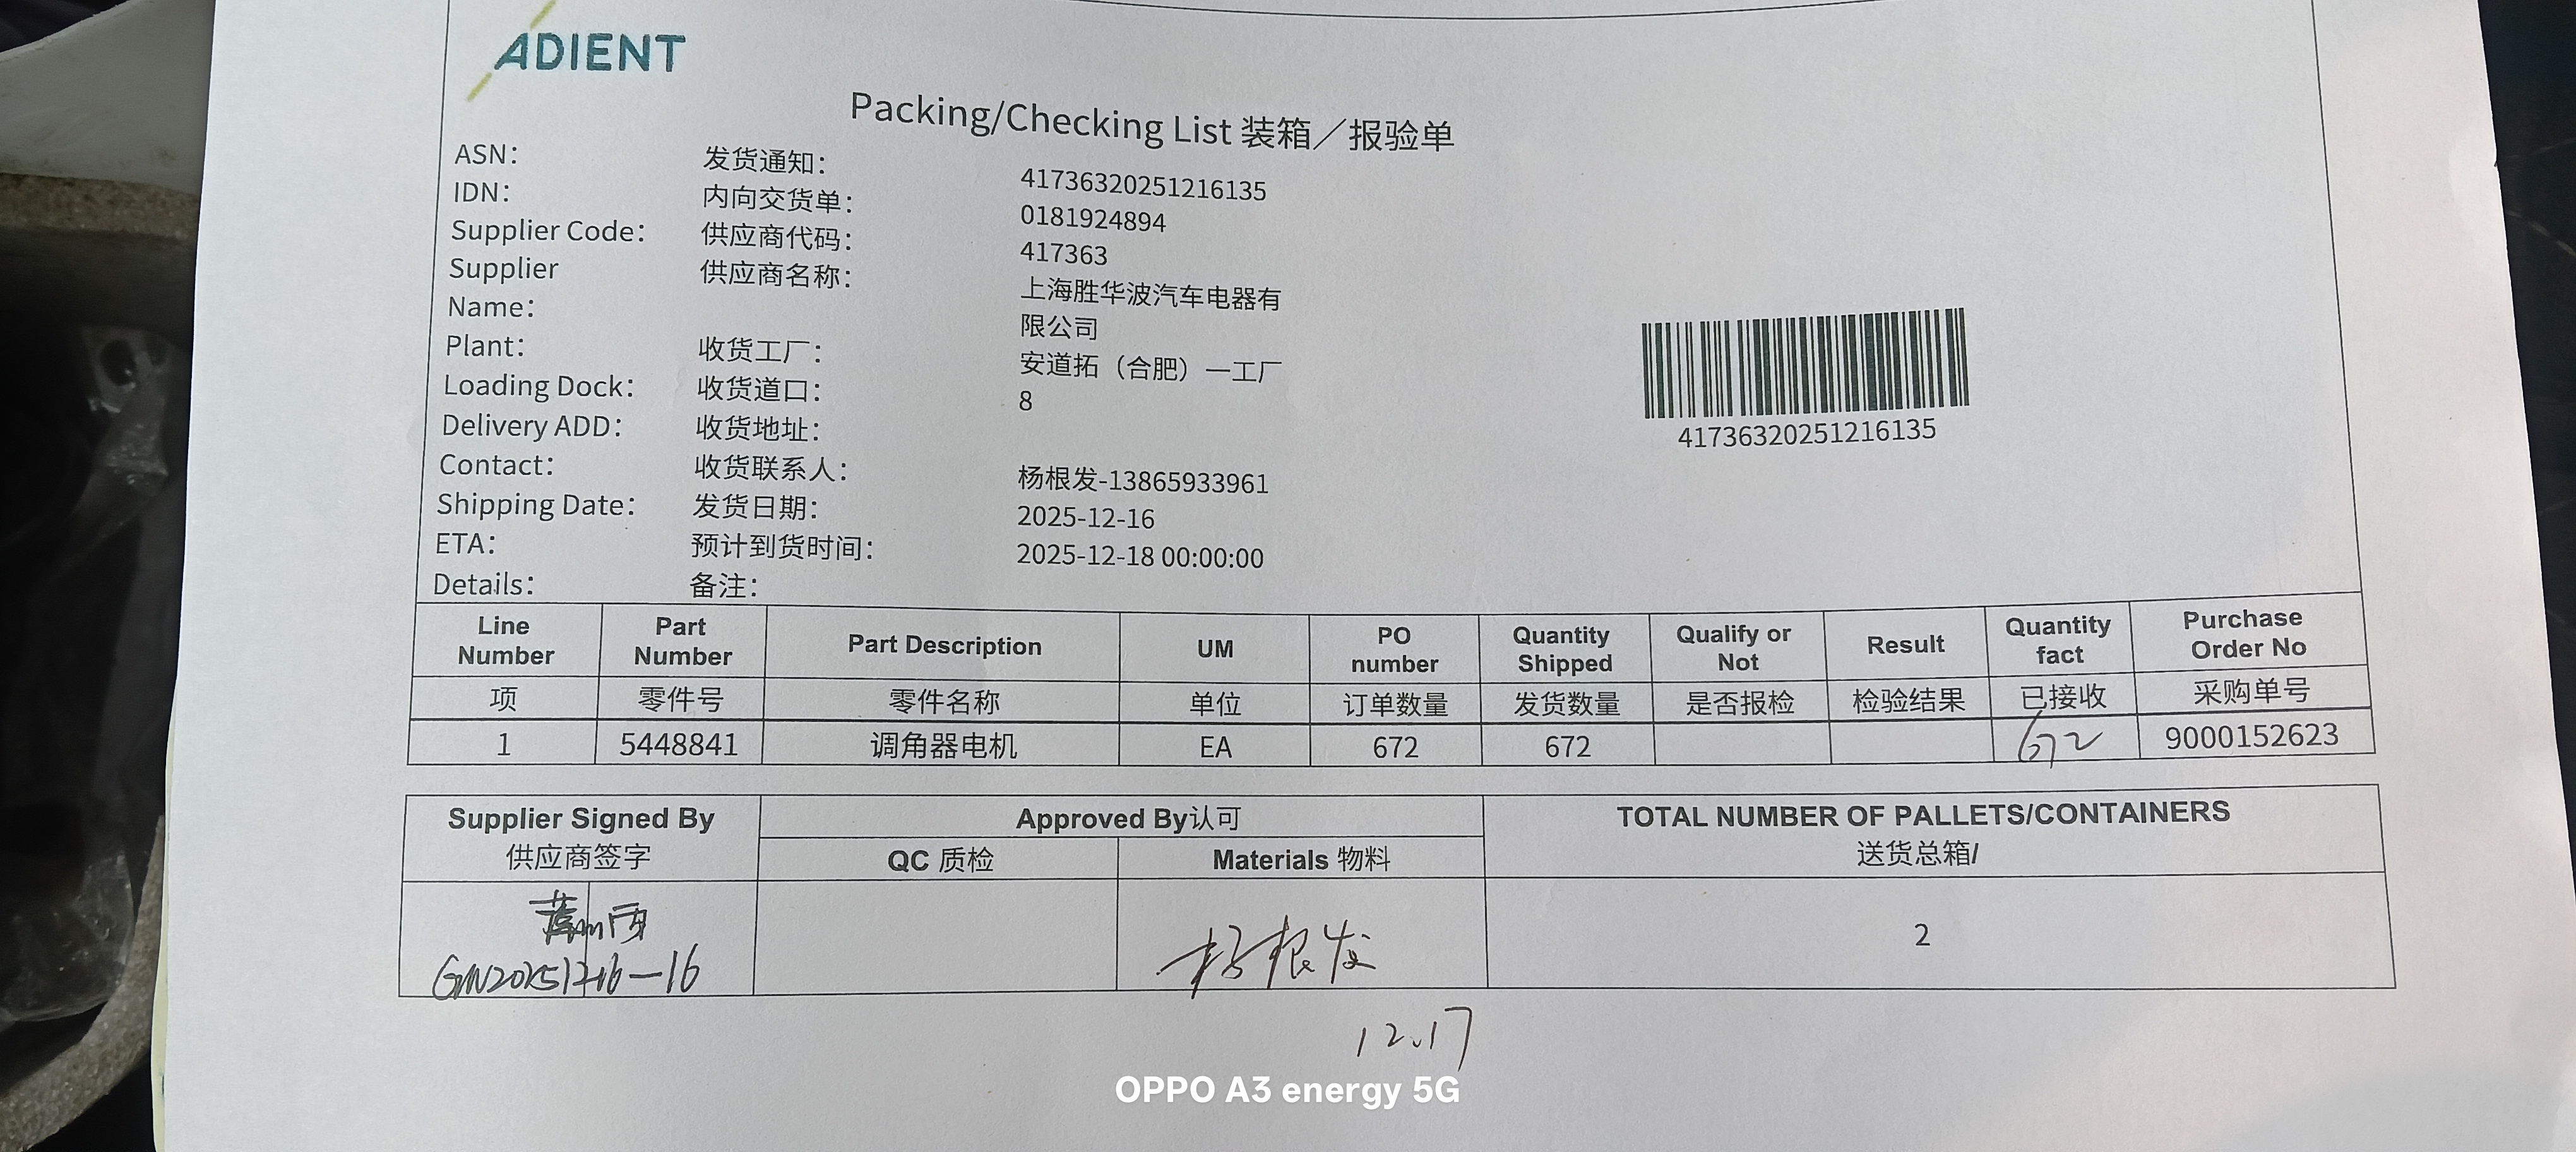 ADIENT
Packing/Checking List 装箱／报验单
ASN： 发货通知： 41736320251216135
IDN： 内向交货单： 0181924894
Supplier Code： 供应商代码： 417363
Supplier Name： 供应商名称： 上海胜华波汽车电器有
限公司
Plant： 收货工厂： 安道拓（合肥）一工厂
Loading Dock： 收货道口： 8
Delivery ADD： 收货地址：
Contact： 收货联系人： 杨根发-13865933961
Shipping Date： 发货日期： 2025-12-16
ETA： 预计到货时间： 2025-12-18 00:00:00
Details： 备注：
41736320251216135
Line Number Part Number Part Description UM PO number Quantity Shipped Qualify or Not Result Quantity fact Purchase Order No
项 零件号 零件名称 单位 订单数量 发货数量 是否报检 检验结果 已接收 采购单号
1 5448841 调角器电机 EA 672 672 672 9000152623
Supplier Signed By Approved By认可 TOTAL NUMBER OF PALLETS/CONTAINERS
供应商签字 QC 质检 Materials 物料 送货总箱/
杨根发 2
GN20251216-16
12.17
OPPO A3 energy 5G